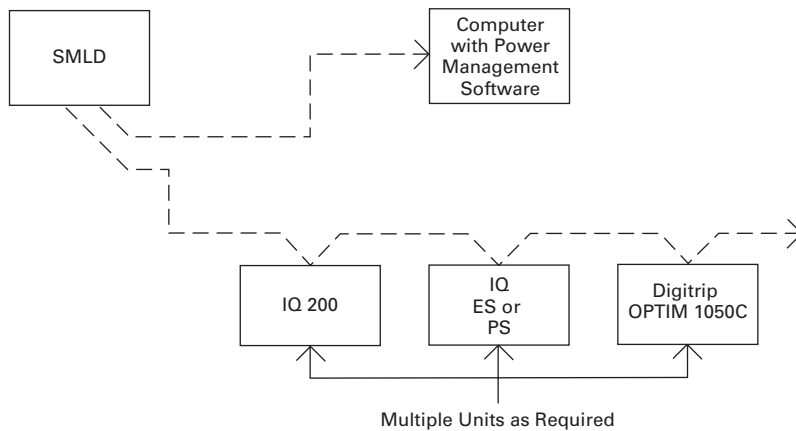 SMLD
Computer
with Power
Management
Software
IQ 200
IQ
ES or
PS
Digitrip
OPTIM 1050C
Multiple Units as Required